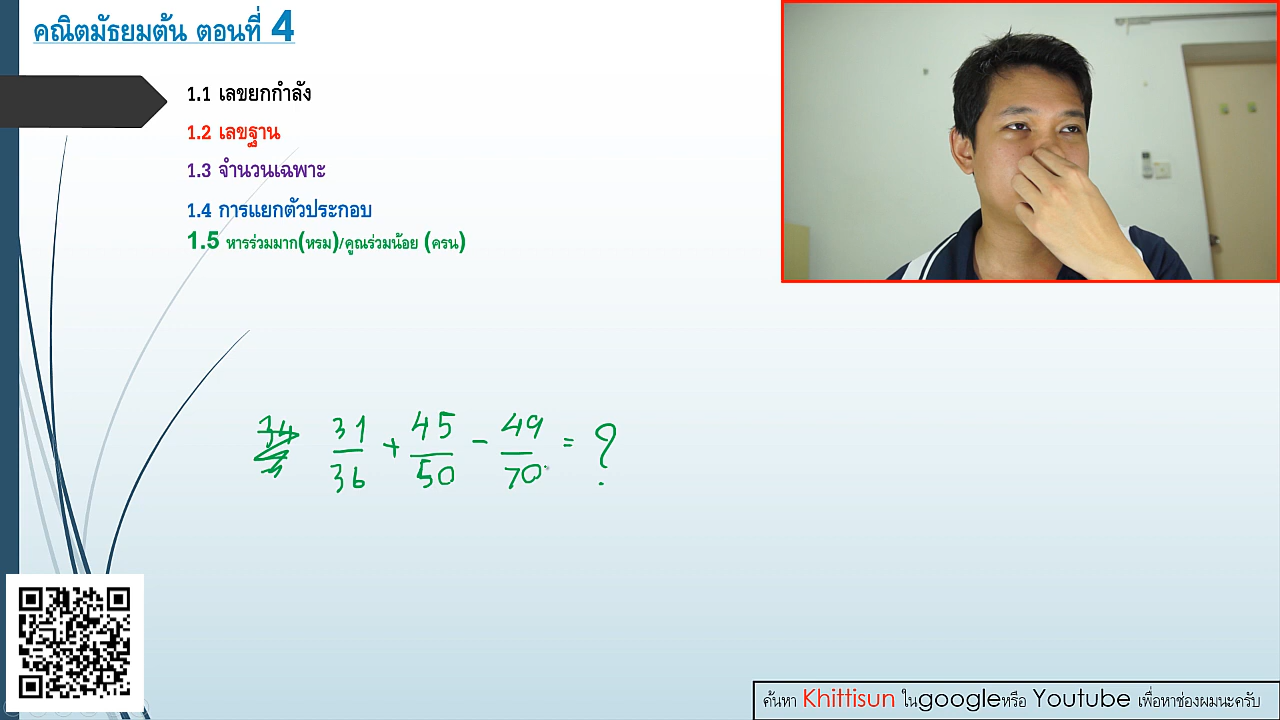 คณิตมัธยมต้น ตอนที่ 4
1.1 เลขยกกำลัง
1.2 เลขฐาน
1.3 จำนวนเฉพาะ
1.4 การแยกตัวประกอบ
1.5 หารร่วมมาก(หรม)/คูณร่วมน้อย (ครน)
31/36 + 45/50 - 49/70 = ?
ค้นหา Khittisun ในgoogleหรือ Youtube เพื่อหาช่องผมนะครับ